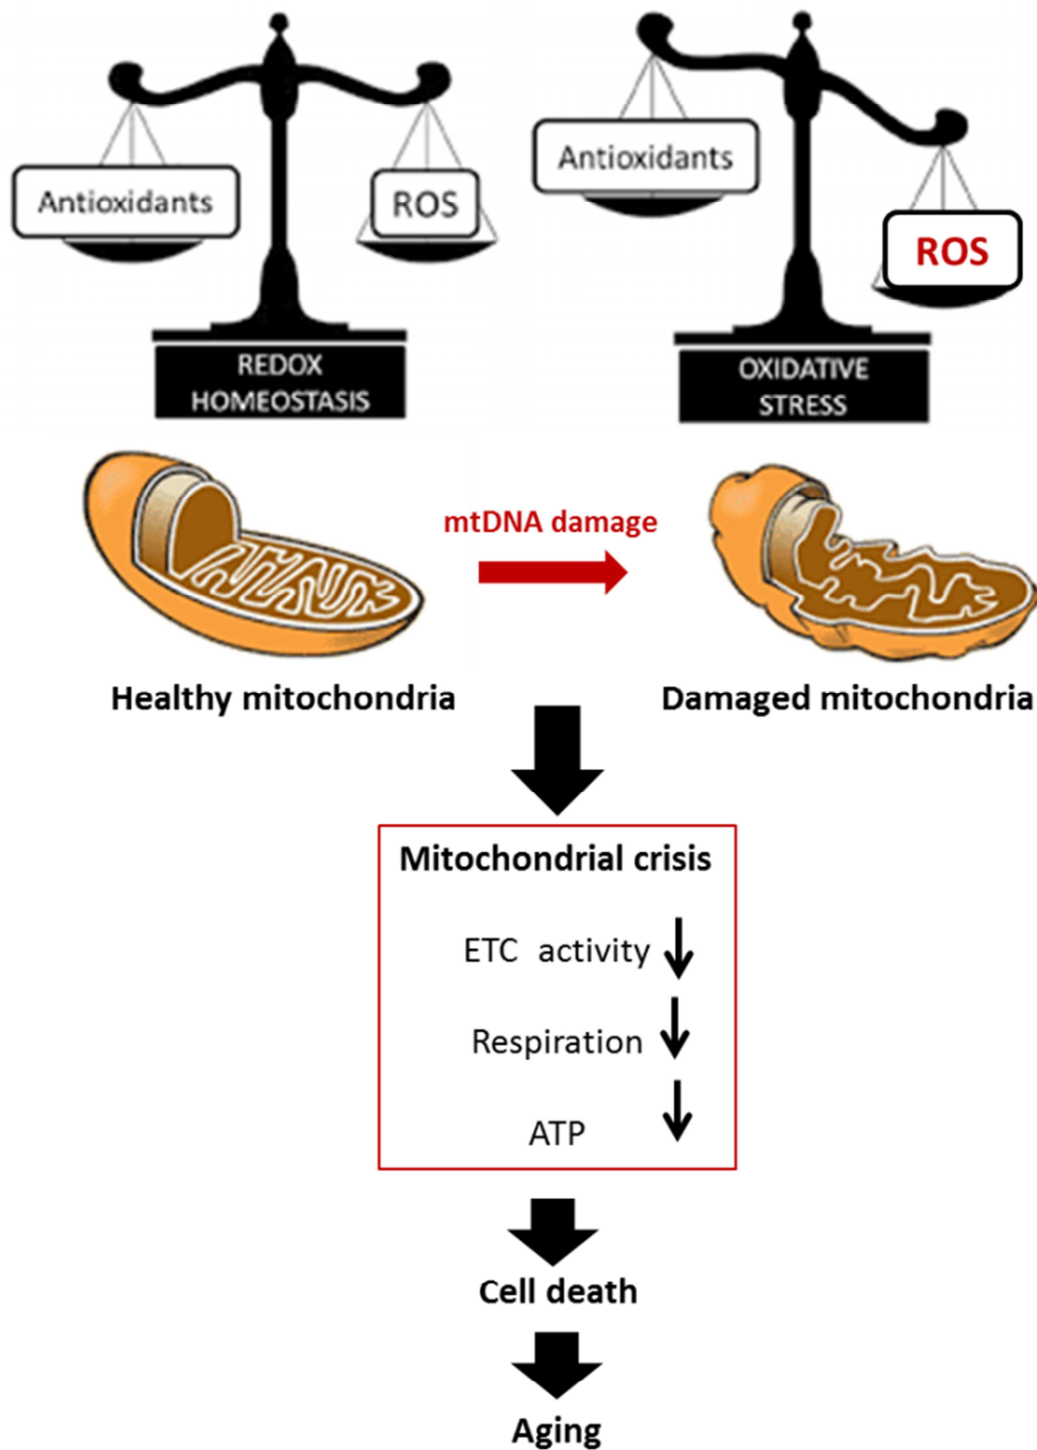 Antioxidants
ROS
REDOX
HOMEOSTASIS
Antioxidants
ROS
OXIDATIVE
STRESS
mtDNA damage
Healthy mitochondria
Damaged mitochondria
Mitochondrial crisis
ETC activity
Respiration
ATP
Cell death
Aging